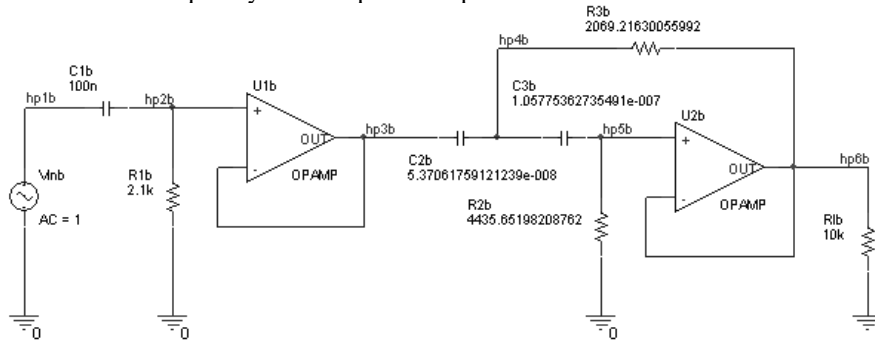 R3b
2069.21630055992
hp4b
C1b
100n
U1b
C3b
1.05775362735491e-007
U2b
hp1b
hp2b
+
OUT
hp3b
hp5b
+
OUT
hp6b
Vinb
R1b
2.1k
-
OPAMP
C2b
5.37061759121239e-008
-
OPAMP
AC = 1
R2b
4435.65198208762
Rlb
10k
0
0
0
0